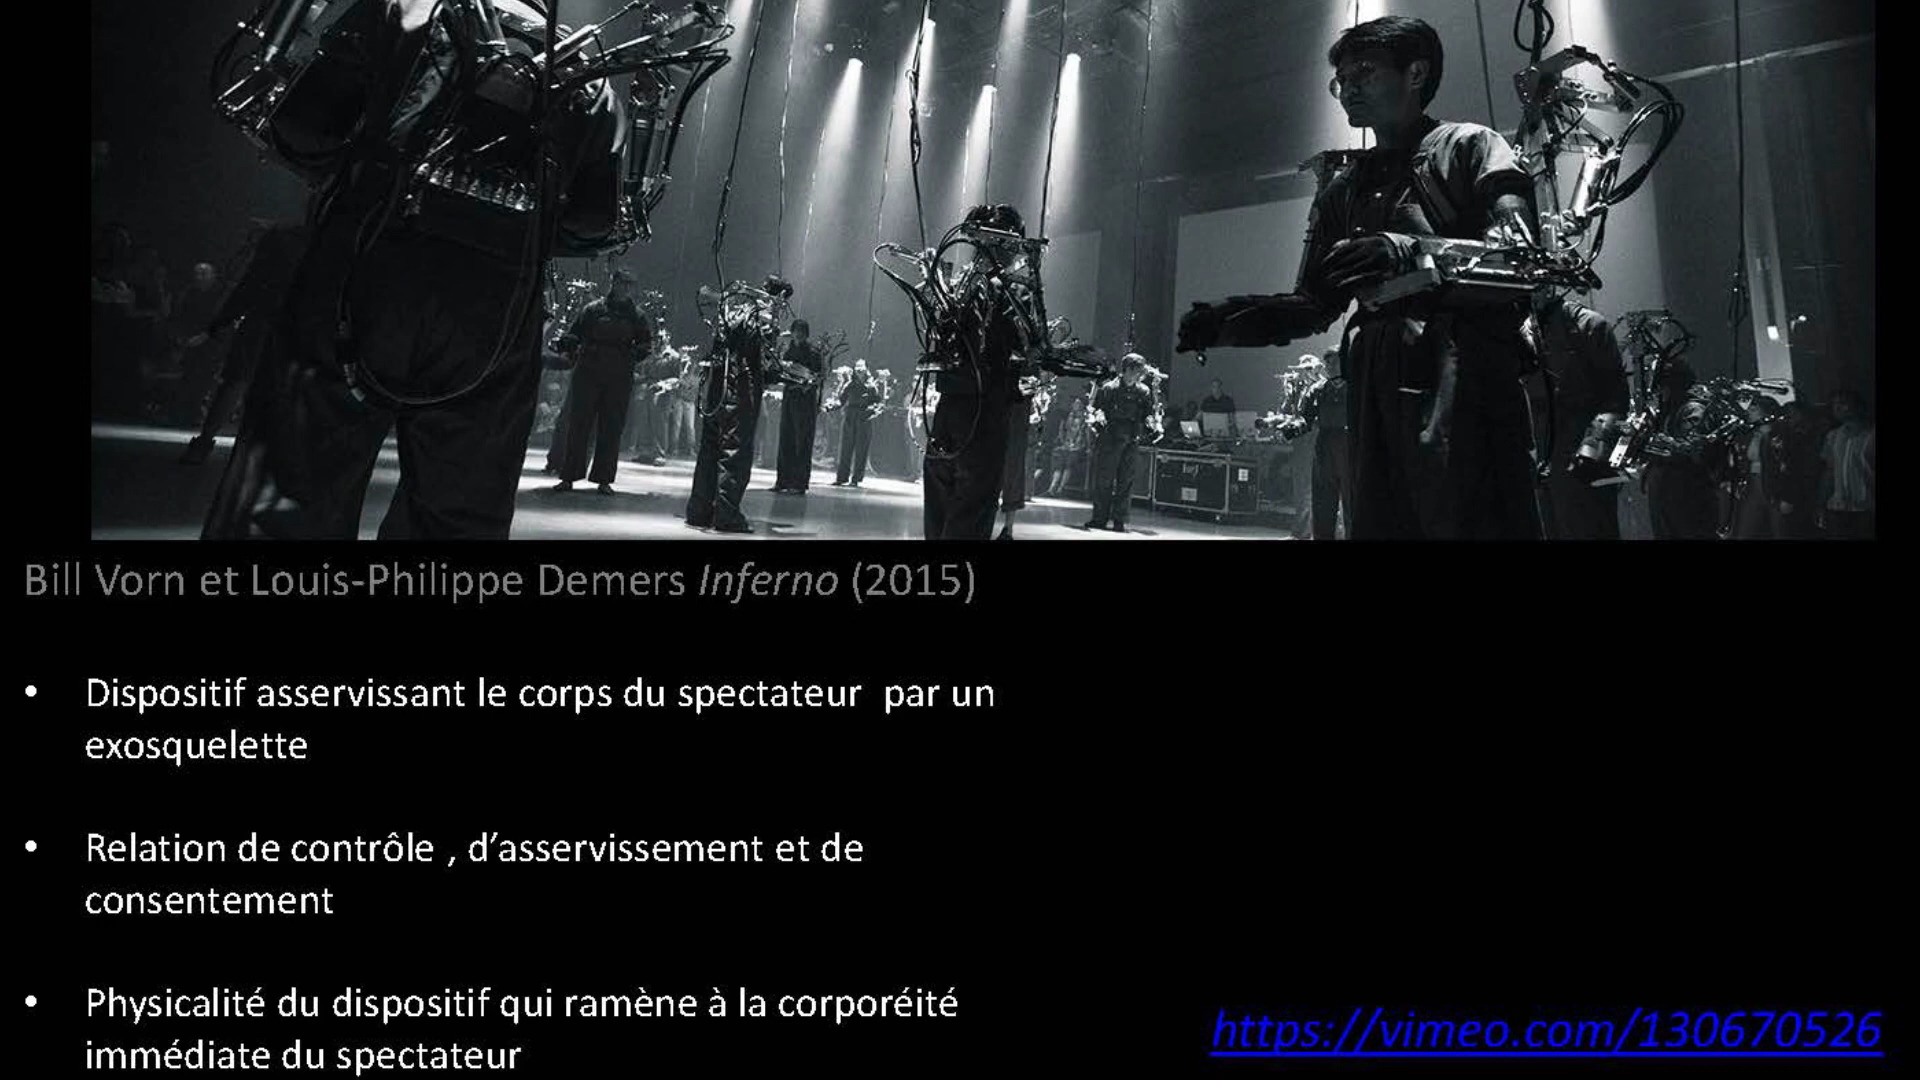 Bill Vorn et Louis-Philippe Demers Inferno (2015)
• Dispositif asservissant le corps du spectateur  par un
exosquelette
• Relation de contrôle , d’asservissement et de
consentement
• Physicalité du dispositif qui ramène à la corporéité
immédiate du spectateur
https://vimeo.com/130670526